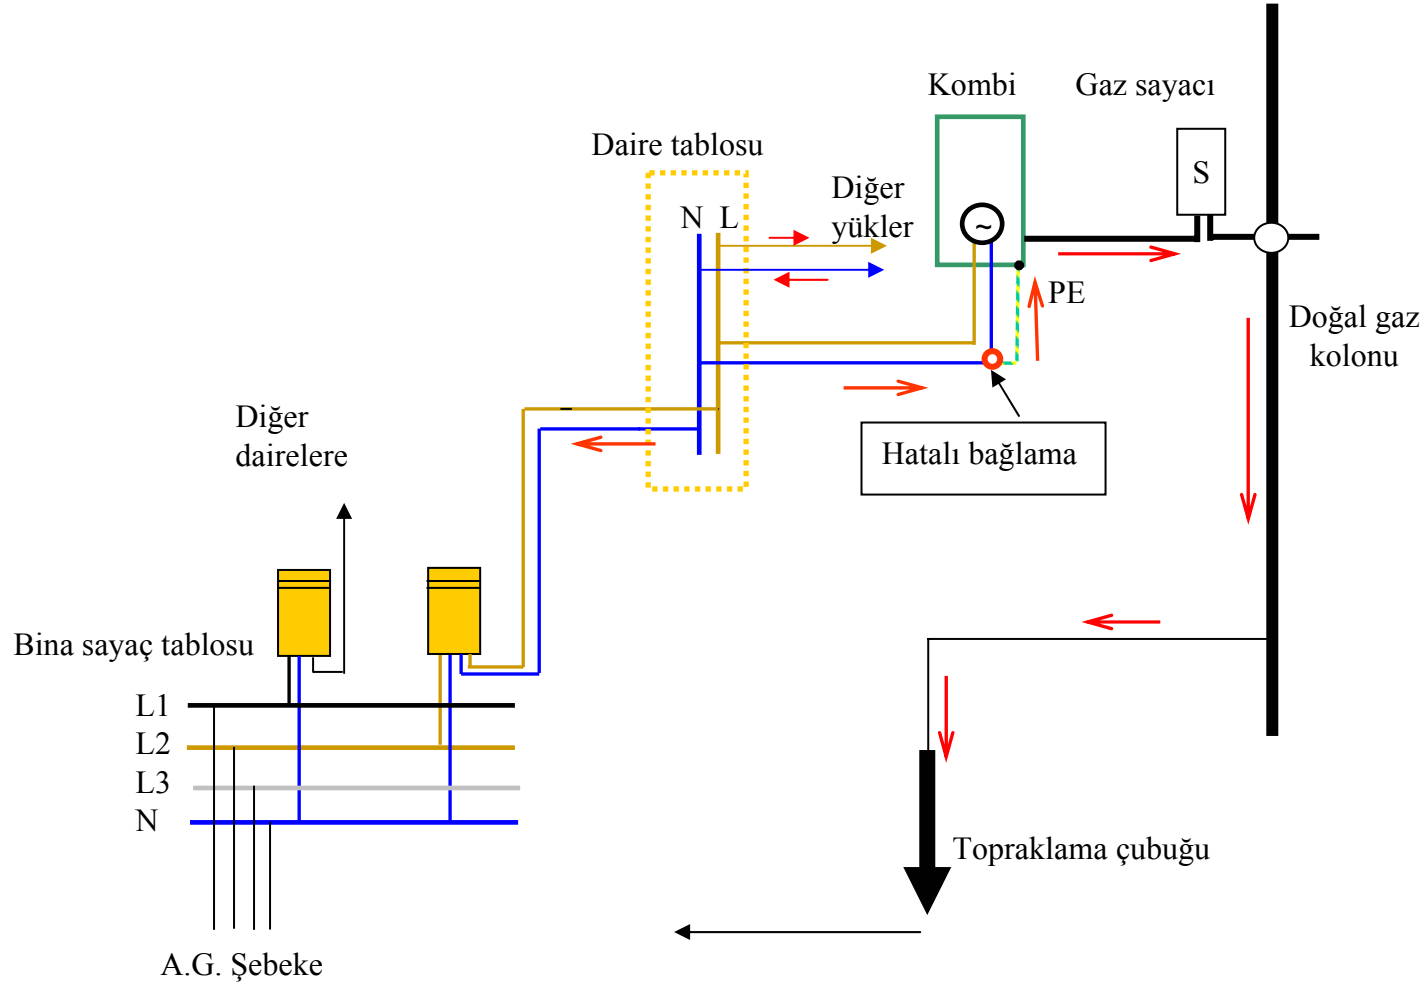 Kombi
Gaz sayacı
Daire tablosu
S
Diğer
yükler
N L
~
PE
Doğal gaz
kolonu
Diğer
dairelere
Hatalı bağlama
Bina sayaç tablosu
L1
L2
L3
N
Topraklama çubuğu
A.G. Şebeke